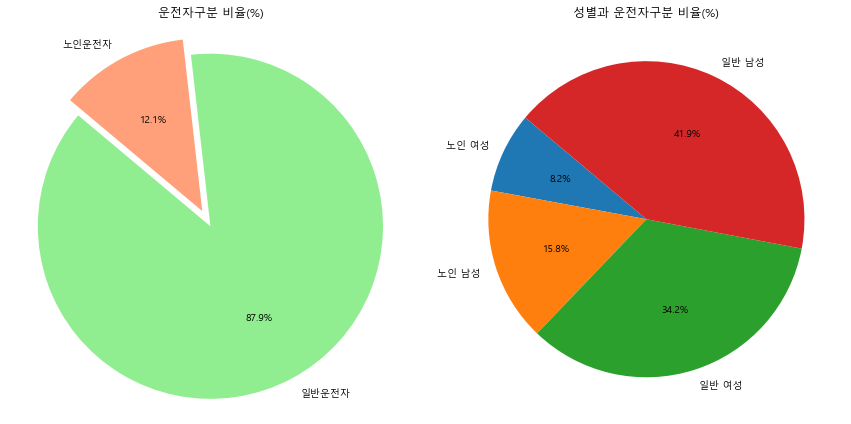 운전자구분 비율(%)
노인운전자
12.1%
87.9%
일반운전자
성별과 운전자구분 비율(%)
일반 남성
41.9%
노인 여성
8.2%
15.8%
노인 남성
34.2%
일반 여성